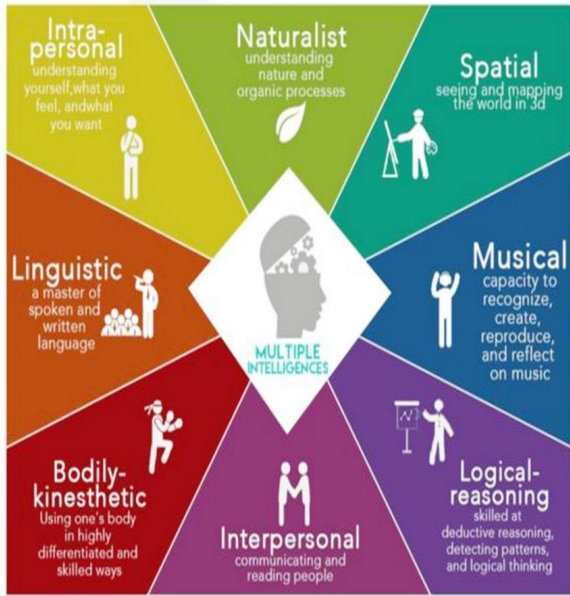 Intra-
personal
understanding
yourself,what you
feel, andwhat
you want
Naturalist
understanding
nature and
organic processes
Spatial
seeing and mapping
the world in 3d
Linguistic
a master of
spoken and
written
language
MULTIPLE
INTELLIGENCES
Musical
capacity to
recognize,
create,
reproduce,
and reflect
on music
Bodily-
kinesthetic
Using one's body
in highly
differentiated and
skilled ways
Interpersonal
communicating and
reading people
Logical-
reasoning
skilled at
deductive reasoning,
detecting patterns,
and logical thinking